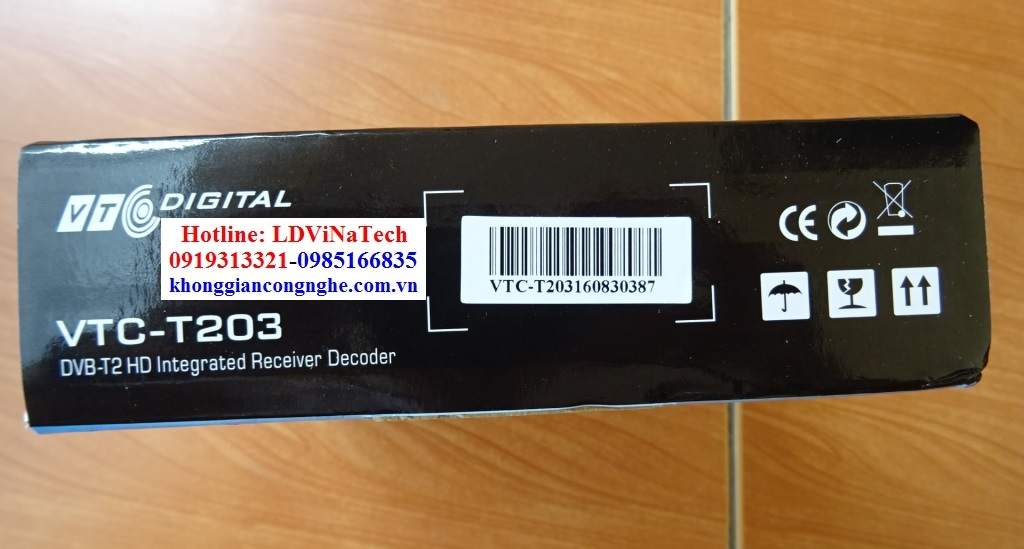 VTC DIGITAL
Hotline: LDViNaTech
0919313321-0985166835
khonggiancongnghe.com.vn
VTC-T203
DVB-T2 HD Integrated Receiver Decoder
VTC-T203160830387
CE